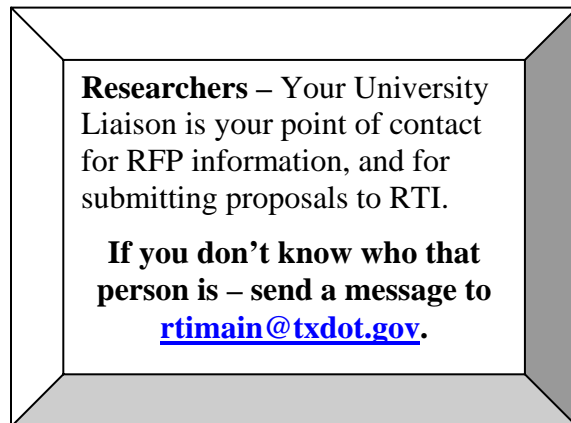 Researchers – Your University
Liaison is your point of contact
for RFP information, and for
submitting proposals to RTI.
If you don’t know who that
person is – send a message to
rtimain@txdot.gov.